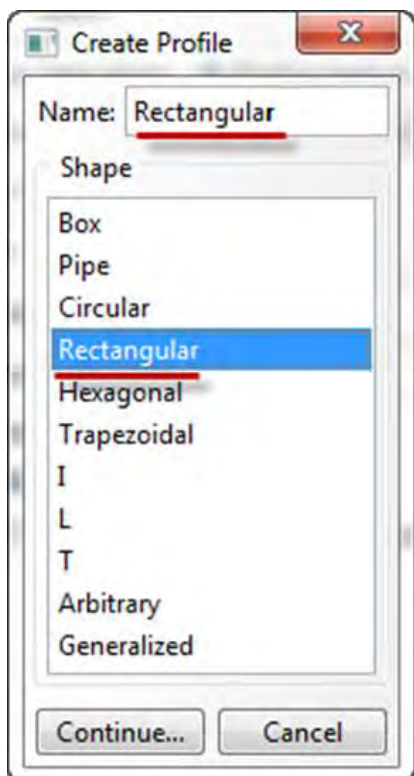 Create Profile
Name: Rectangular
Shape
Box
Pipe
Circular
Rectangular
Hexagonal
Trapezoidal
I
L
T
Arbitrary
Generalized
Continue... Cancel